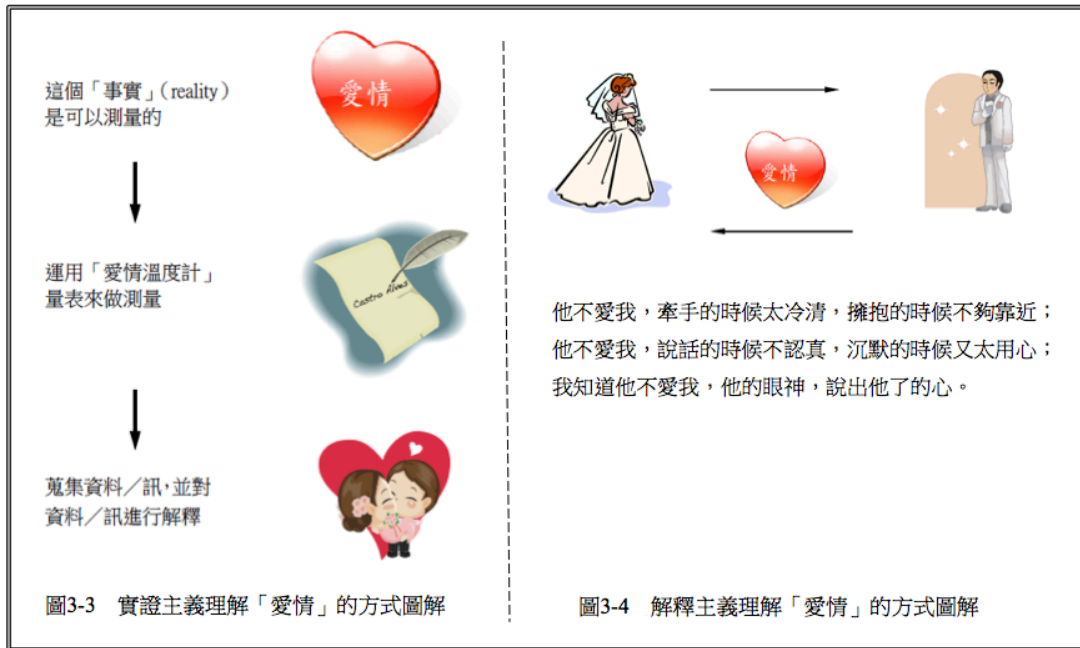 這個「事實」(reality)
是可以測量的
愛情
運用「愛情溫度計」
量表來做測量
Castro Alves
蒐集資料／訊，並對
資料／訊進行解釋
圖3-3 實證主義理解「愛情」的方式圖解
愛情
他不愛我，牽手的時候太冷清，擁抱的時候不夠靠近；
他不愛我，說話的時候不認真，沉默的時候又太用心；
我知道他不愛我，他的眼神，說出他了的心。
圖3-4 解釋主義理解「愛情」的方式圖解